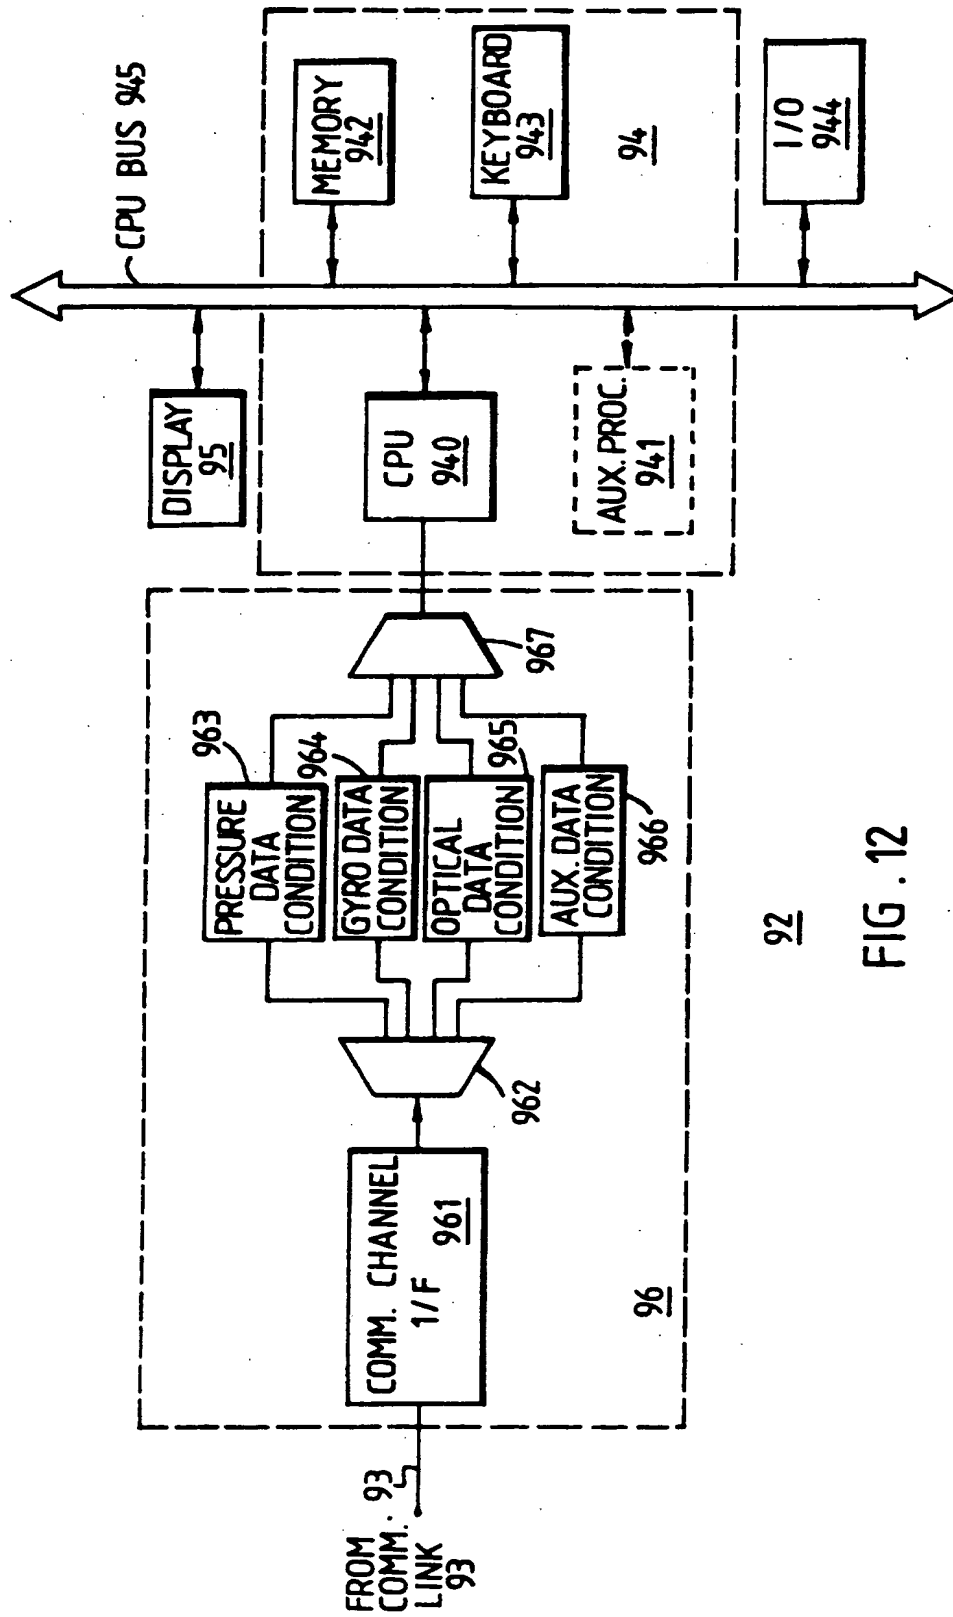 CPU BUS 945
DISPLAY
95
MEMORY
942
KEYBOARD
943
94
I/O
944
CPU
940
AUX. PROC.
941
963
964
965
966
967
PRESSURE
DATA
CONDITION
GYRO DATA
CONDITION
OPTICAL
DATA
CONDITION
AUX. DATA
CONDITION
962
COMM. CHANNEL
1/F
961
96
93
FROM
COMM.
LINK
93
92
FIG. 12